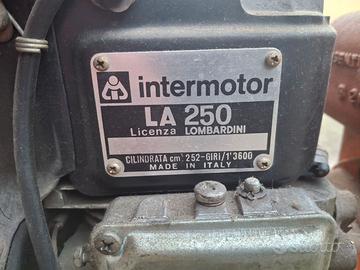 intermotor
LA 250
Licenza LOMBARDINI
CILINDRATA cm³ 252-GIRI/1' 3600
MADE IN ITALY